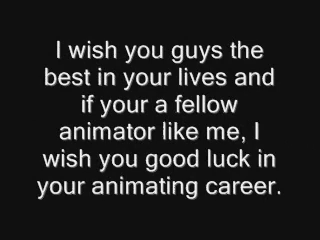 I wish you guys the
best in your lives and
if your a fellow
animator like me, I
wish you good luck in
your animating career.